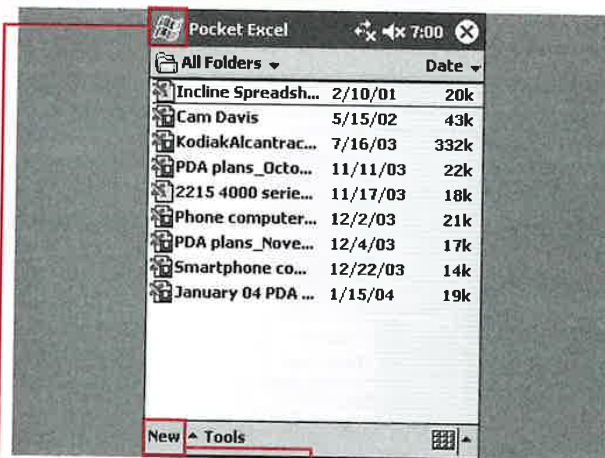 Pocket Excel 7:00
All Folders Date
Incline Spreadsh... 2/10/01 20k
Cam Davis 5/15/02 43k
KodiakAlcantrac... 7/16/03 332k
PDA plans_Octo... 11/11/03 22k
2215 4000 serie... 11/17/03 18k
Phone computer... 12/2/03 21k
PDA plans_Nove... 12/4/03 17k
Smartphone co... 12/22/03 14k
January 04 PDA ... 1/15/04 19k
New Tools